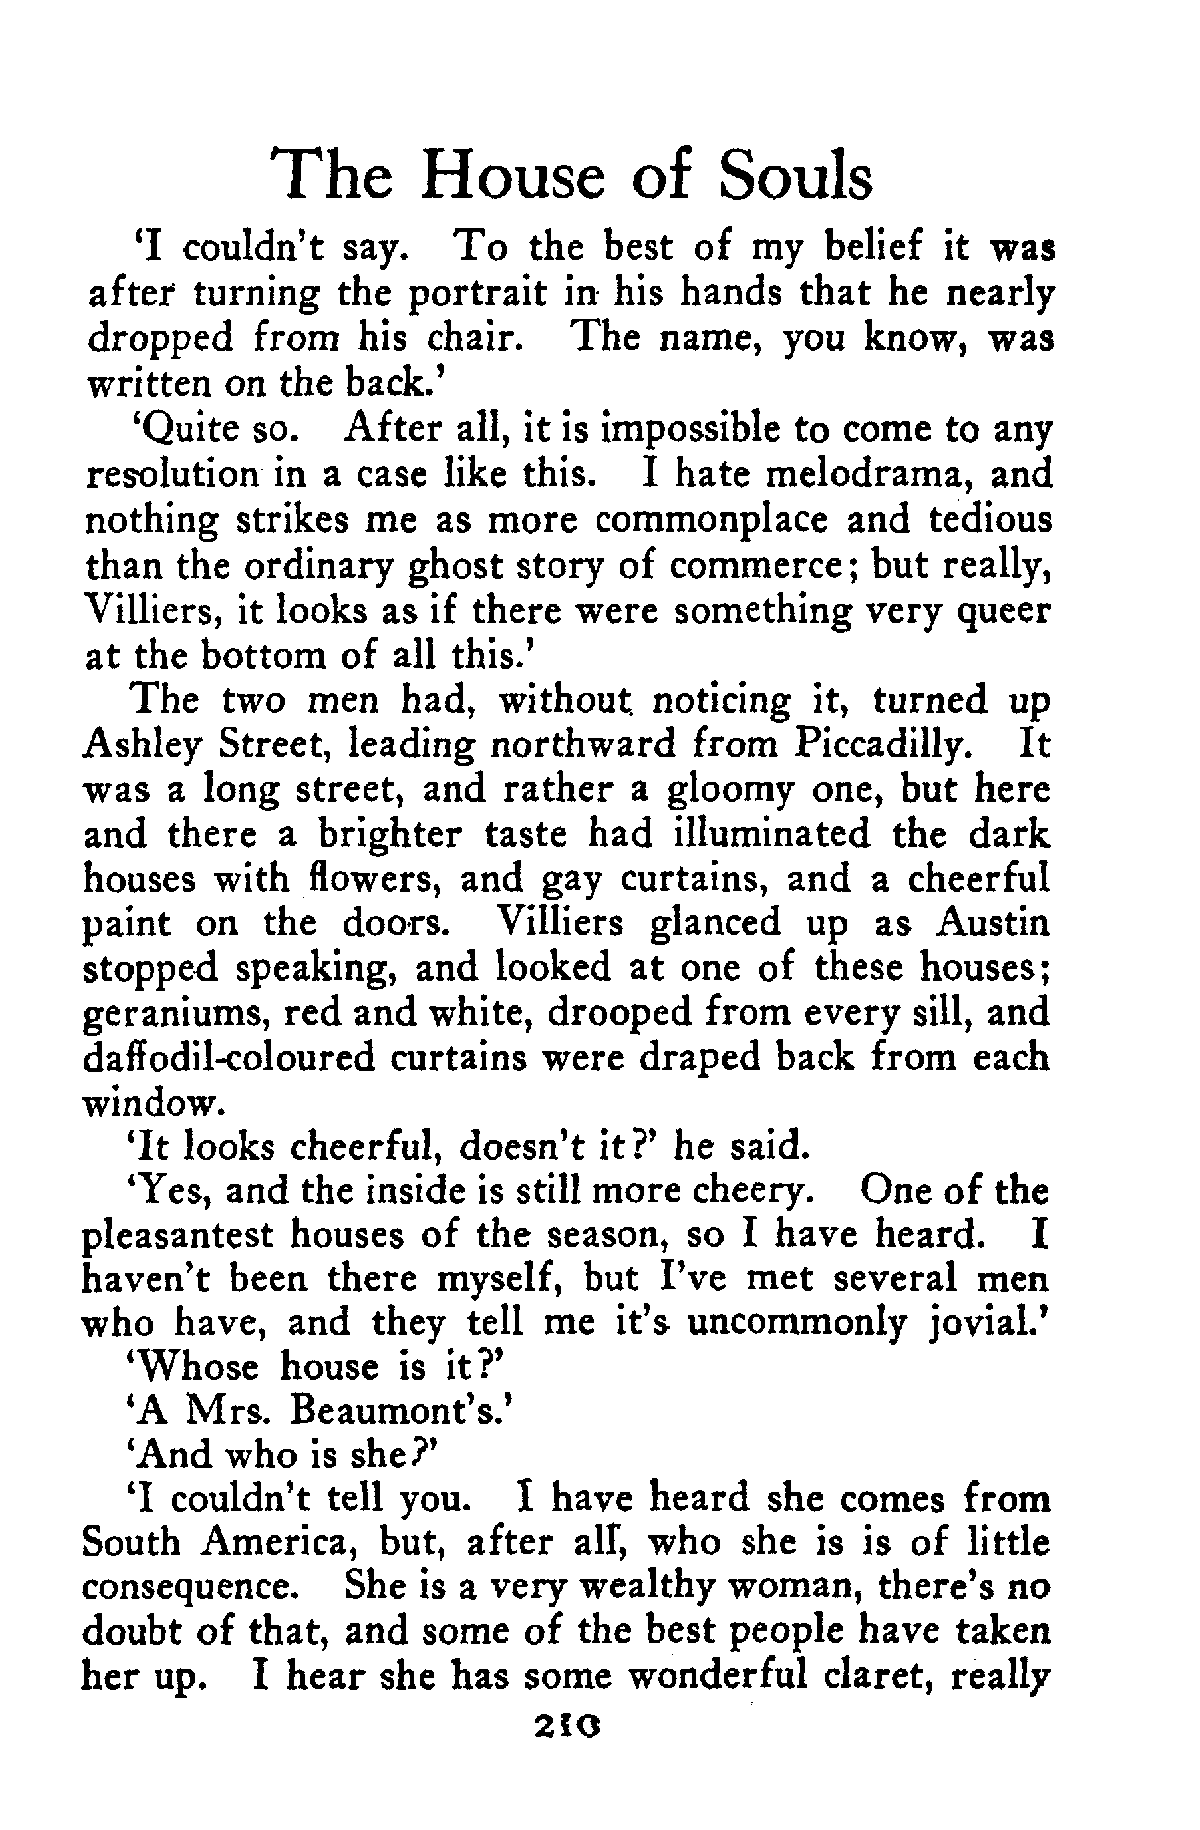 The House of Souls
‘I couldn’t say. To the best of my belief it was
after turning the portrait in his hands that he nearly
dropped from his chair. The name, you know, was
written on the back.’
‘Quite so. After all, it is impossible to come to any
resolution in a case like this. I hate melodrama, and
nothing strikes me as more commonplace and tedious
than the ordinary ghost story of commerce; but really,
Villiers, it looks as if there were something very queer
at the bottom of all this.’
The two men had, without noticing it, turned up
Ashley Street, leading northward from Piccadilly. It
was a long street, and rather a gloomy one, but here
and there a brighter taste had illuminated the dark
houses with flowers, and gay curtains, and a cheerful
paint on the doors. Villiers glanced up as Austin
stopped speaking, and looked at one of these houses;
geraniums, red and white, drooped from every sill, and
daffodil-coloured curtains were draped back from each
window.
‘It looks cheerful, doesn’t it?’ he said.
‘Yes, and the inside is still more cheery. One of the
pleasantest houses of the season, so I have heard. I
haven’t been there myself, but I’ve met several men
who have, and they tell me it’s uncommonly jovial.’
‘Whose house is it?’
‘A Mrs. Beaumont’s.’
‘And who is she?’
‘I couldn’t tell you. I have heard she comes from
South America, but, after all, who she is is of little
consequence. She is a very wealthy woman, there’s no
doubt of that, and some of the best people have taken
her up. I hear she has some wonderful claret, really
210